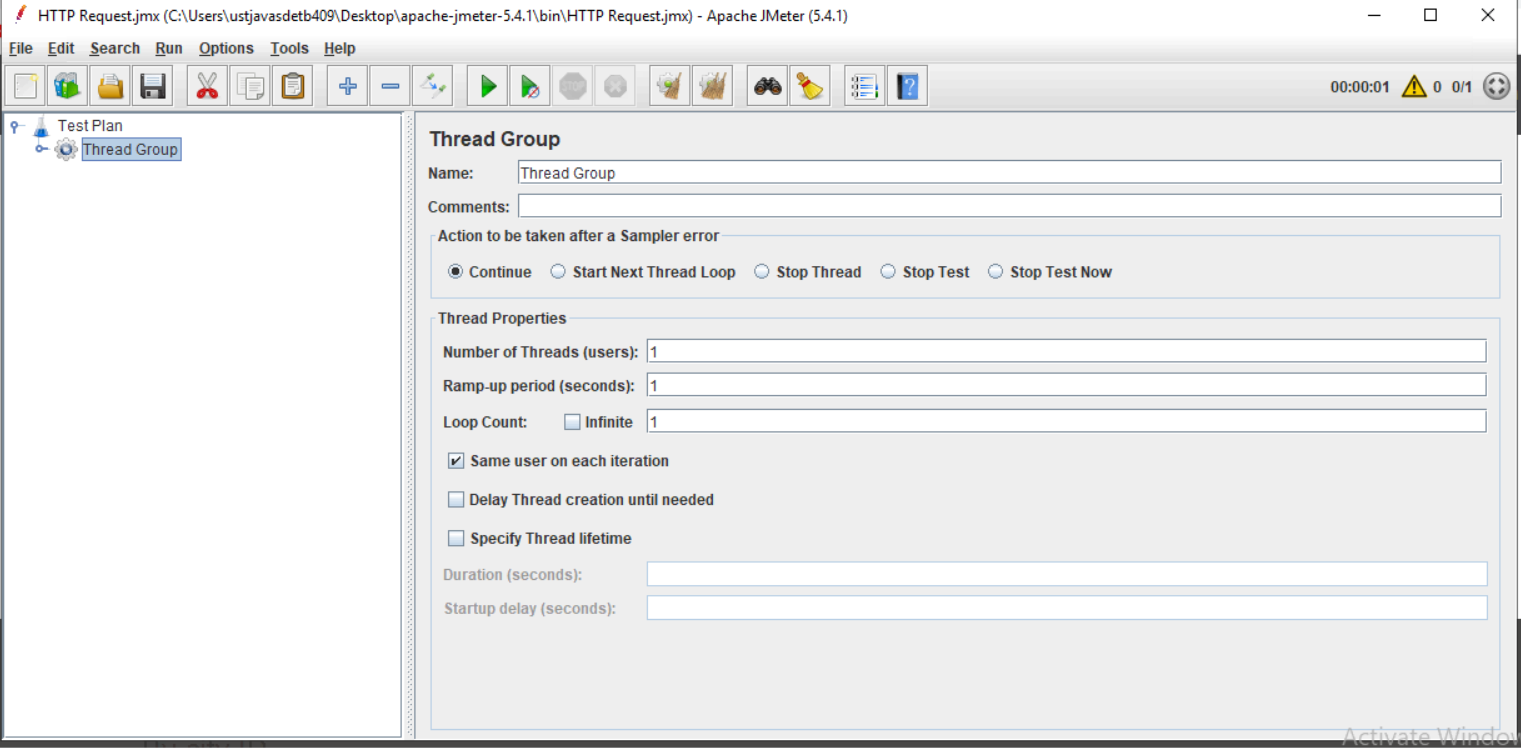 HTTP Request.jmx (C:\Users\ustjavasdetb409\Desktop\apache-jmeter-5.4.1\bin\HTTP Request.jmx) - Apache JMeter (5.4.1)
File Edit Search Run Options Tools Help
STOP
00:00:01 0 0/1
Test Plan
Thread Group
Thread Group
Name: Thread Group
Comments:
Action to be taken after a Sampler error
Continue Start Next Thread Loop Stop Thread Stop Test Stop Test Now
Thread Properties
Number of Threads (users): 1
Ramp-up period (seconds): 1
Loop Count: Infinite 1
Same user on each iteration
Delay Thread creation until needed
Specify Thread lifetime
Duration (seconds):
Startup delay (seconds):
Activate Window